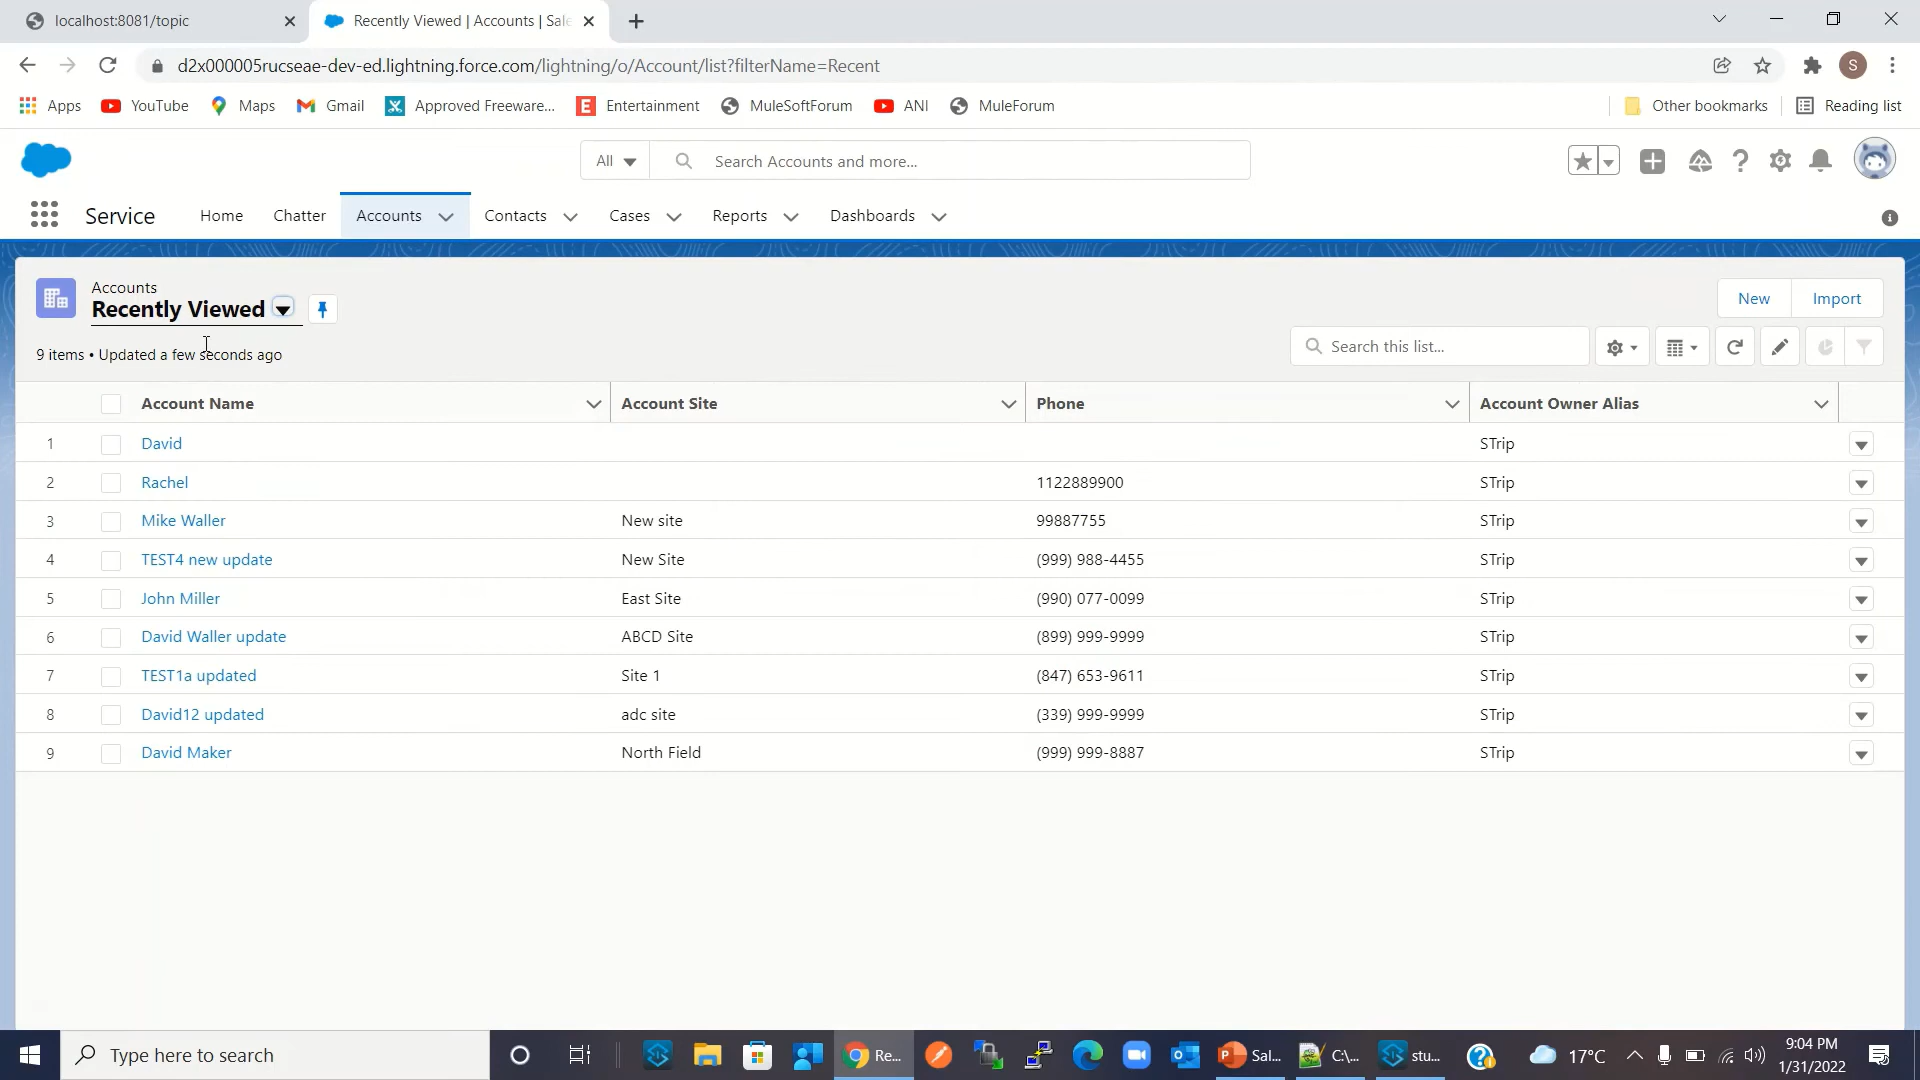 localhost:8081/topic
Recently Viewed | Accounts | Sale
d2x000005rucseae-dev-ed.lightning.force.com/lightning/o/Account/list?filterName=Recent
S
Apps YouTube Maps Gmail Approved Freeware... Entertainment MuleSoftForum ANI MuleForum Other bookmarks Reading list
All Search Accounts and more...
Service Home Chatter Accounts Contacts Cases Reports Dashboards
Accounts
Recently Viewed
New Import
9 items • Updated a few seconds ago
Search this list...
Account Name Account Site Phone Account Owner Alias
1 David STrip
2 Rachel 1122889900 STrip
3 Mike Waller New site 99887755 STrip
4 TEST4 new update New Site (999) 988-4455 STrip
5 John Miller East Site (990) 077-0099 STrip
6 David Waller update ABCD Site (899) 999-9999 STrip
7 TEST1a updated Site 1 (847) 653-9611 STrip
8 David12 updated adc site (339) 999-9999 STrip
9 David Maker North Field (999) 999-8887 STrip
Type here to search
Re...
Sal...
C:\...
stu...
17°C
9:04 PM
1/31/2022